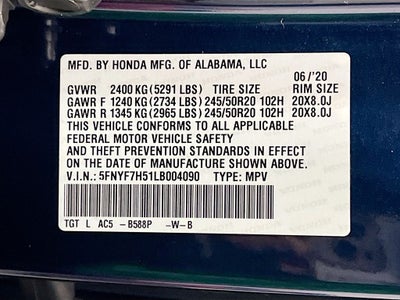 MFD. BY HONDA MFG. OF ALABAMA, LLC
06/'20
GVWR 2400 KG (5291 LBS) TIRE SIZE RIM SIZE
GAWR F 1240 KG (2734 LBS) 245/50R20 102H 20X8.0J
GAWR R 1345 KG (2965 LBS) 245/50R20 102H 20X8.0J
THIS VEHICLE CONFORMS TO ALL APPLICABLE
FEDERAL MOTOR VEHICLE SAFETY
AND THEFT PREVENTION STANDARDS IN EFFECT
ON THE DATE OF MANUFACTURE SHOWN ABOVE.
V.I.N.: 5FNYF7H51LB004090 TYPE: MPV
TGT L AC5 -B588P -W-B